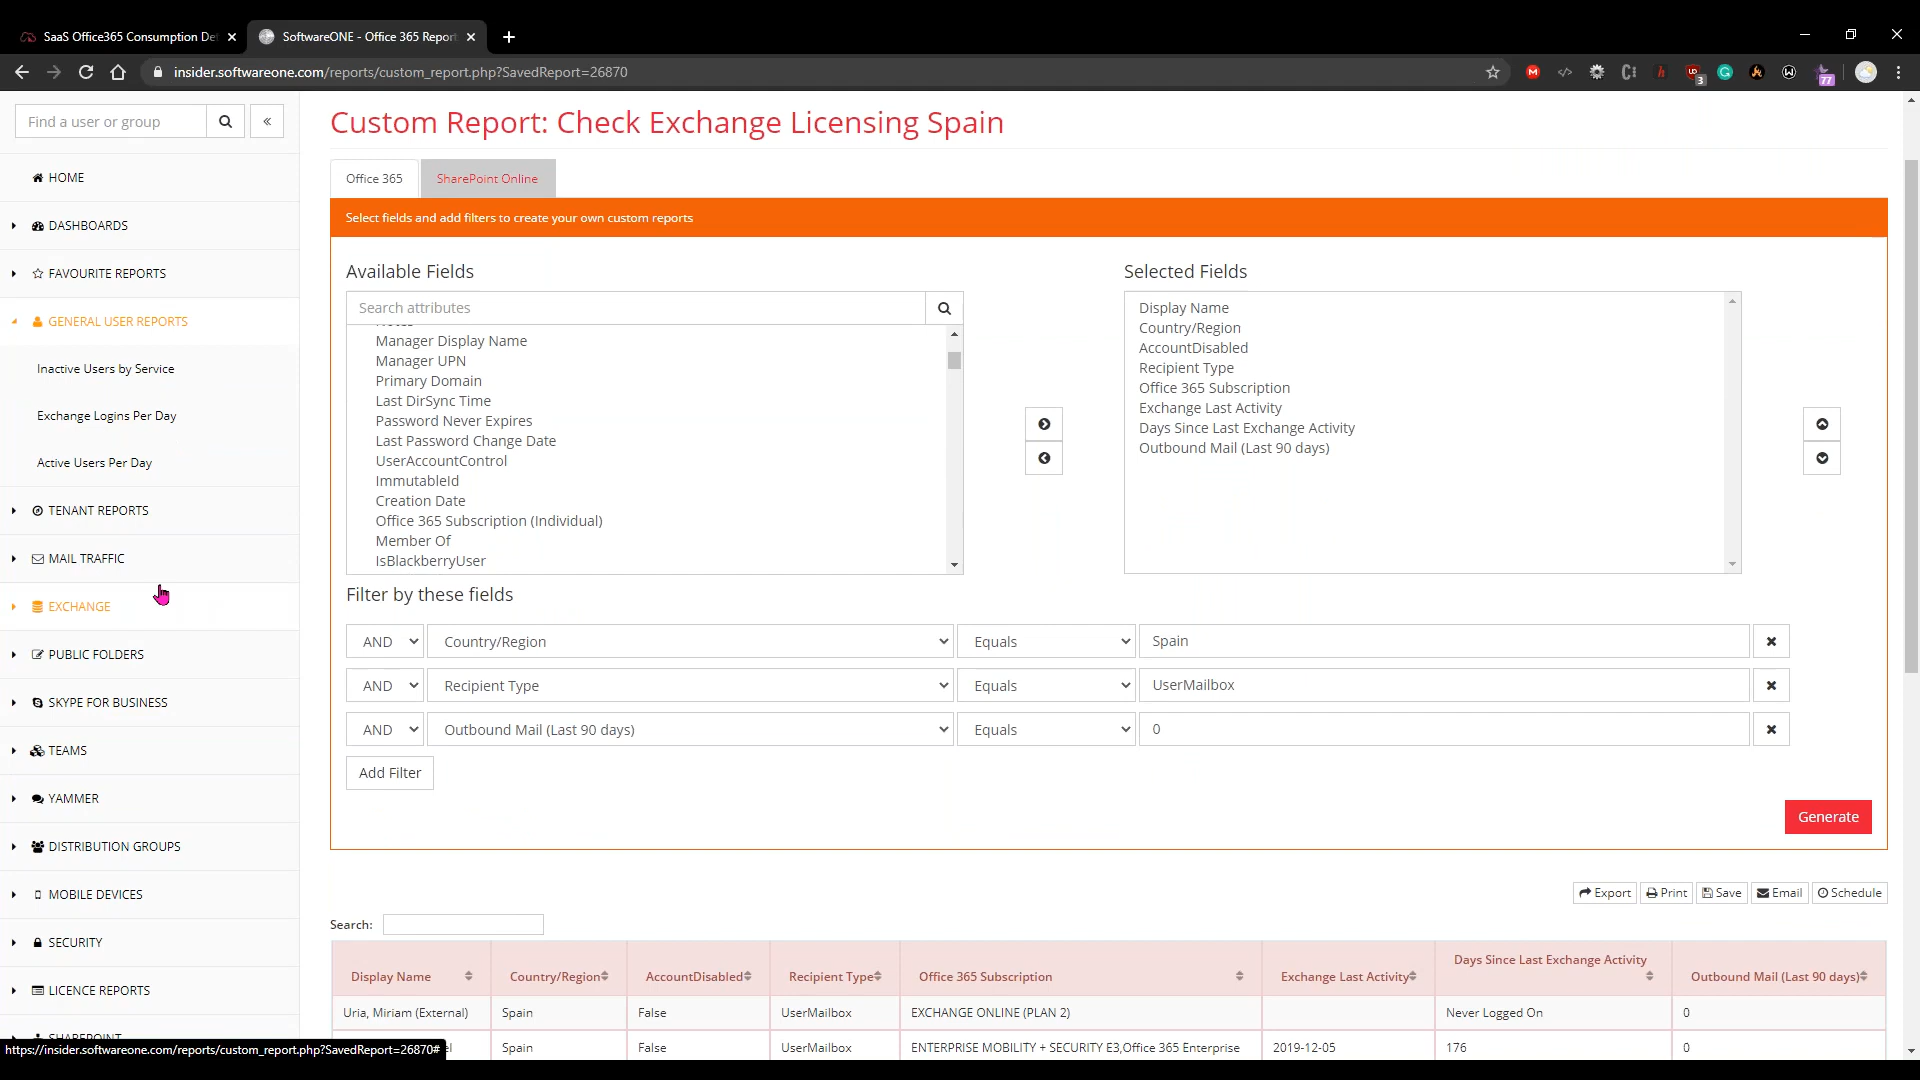 SaaS Office365 Consumption De
SoftwareONE - Office 365 Report
insider.softwareone.com/reports/custom_report.php?SavedReport=26870
3
77
Find a user or group
HOME
DASHBOARDS
FAVOURITE REPORTS
GENERAL USER REPORTS
Inactive Users by Service
Exchange Logins Per Day
Active Users Per Day
TENANT REPORTS
MAIL TRAFFIC
EXCHANGE
PUBLIC FOLDERS
SKYPE FOR BUSINESS
TEAMS
YAMMER
DISTRIBUTION GROUPS
MOBILE DEVICES
SECURITY
LICENCE REPORTS
SHAREPOINT
https://insider.softwareone.com/reports/custom_report.php?SavedReport=26870#
Custom Report: Check Exchange Licensing Spain
Office 365
SharePoint Online
Select fields and add filters to create your own custom reports
Available Fields
Search attributes
Notes
Manager Display Name
Manager UPN
Primary Domain
Last DirSync Time
Password Never Expires
Last Password Change Date
UserAccountControl
ImmutableId
Creation Date
Office 365 Subscription (Individual)
Member Of
IsBlackberryUser
Selected Fields
Display Name
Country/Region
AccountDisabled
Recipient Type
Office 365 Subscription
Exchange Last Activity
Days Since Last Exchange Activity
Outbound Mail (Last 90 days)
Filter by these fields
AND Country/Region Equals Spain
AND Recipient Type Equals UserMailbox
AND Outbound Mail (Last 90 days) Equals 0
Add Filter
Generate
Export Print Save Email Schedule
Search:
Display Name Country/Region AccountDisabled Recipient Type Office 365 Subscription Exchange Last Activity Days Since Last Exchange Activity Outbound Mail (Last 90 days)
Uria, Miriam (External) Spain False UserMailbox EXCHANGE ONLINE (PLAN 2) Never Logged On 0
el Spain False UserMailbox ENTERPRISE MOBILITY + SECURITY E3,Office 365 Enterprise 2019-12-05 176 0